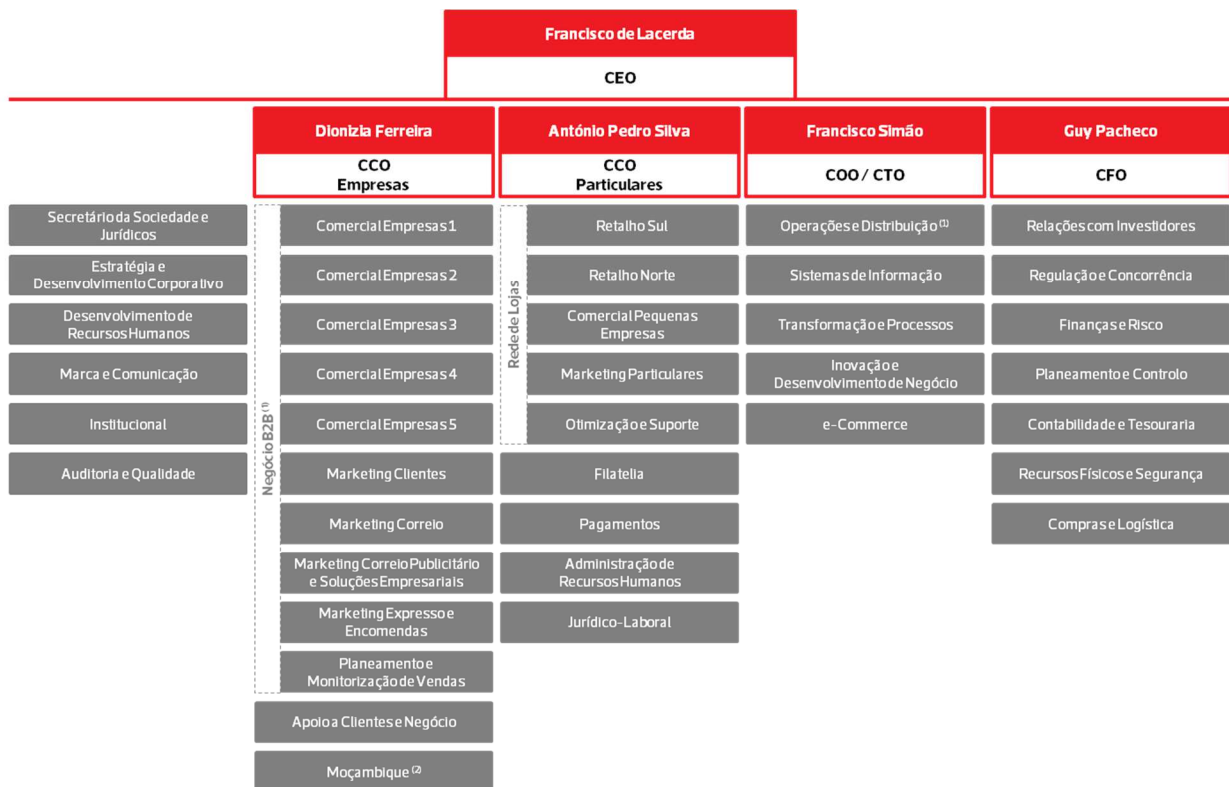 Francisco de Lacerda
CEO
Dionizia Ferreira
CCO
Empresas
António Pedro Silva
CCO
Particulares
Francisco Simão
COO / CTO
Guy Pacheco
CFO
Secretário da Sociedade e
Jurídicos
Estratégia e
Desenvolvimento Corporativo
Desenvolvimento de
Recursos Humanos
Marca e Comunicação
Institucional
Auditoria e Qualidade
Negócio B2B (1)
Comercial Empresas 1
Comercial Empresas 2
Comercial Empresas 3
Comercial Empresas 4
Comercial Empresas 5
Marketing Clientes
Marketing Correio
Marketing Correio Publicitário
e Soluções Empresariais
Marketing Expresso e
Encomendas
Planeamento e
Monitorização de Vendas
Apoio a Clientes e Negócio
Moçambique (2)
Rede de Lojas
Retalho Sul
Retalho Norte
Comercial Pequenas
Empresas
Marketing Particulares
Otimização e Suporte
Filatelia
Pagamentos
Administração de
Recursos Humanos
Jurídico-Laboral
Operações e Distribuição (1)
Sistemas de Informação
Transformação e Processos
Inovação e
Desenvolvimento de Negócio
e-Commerce
Relações com Investidores
Regulação e Concorrência
Finanças e Risco
Planeamento e Controlo
Contabilidade e Tesouraria
Recursos Físicos e Segurança
Compras e Logística